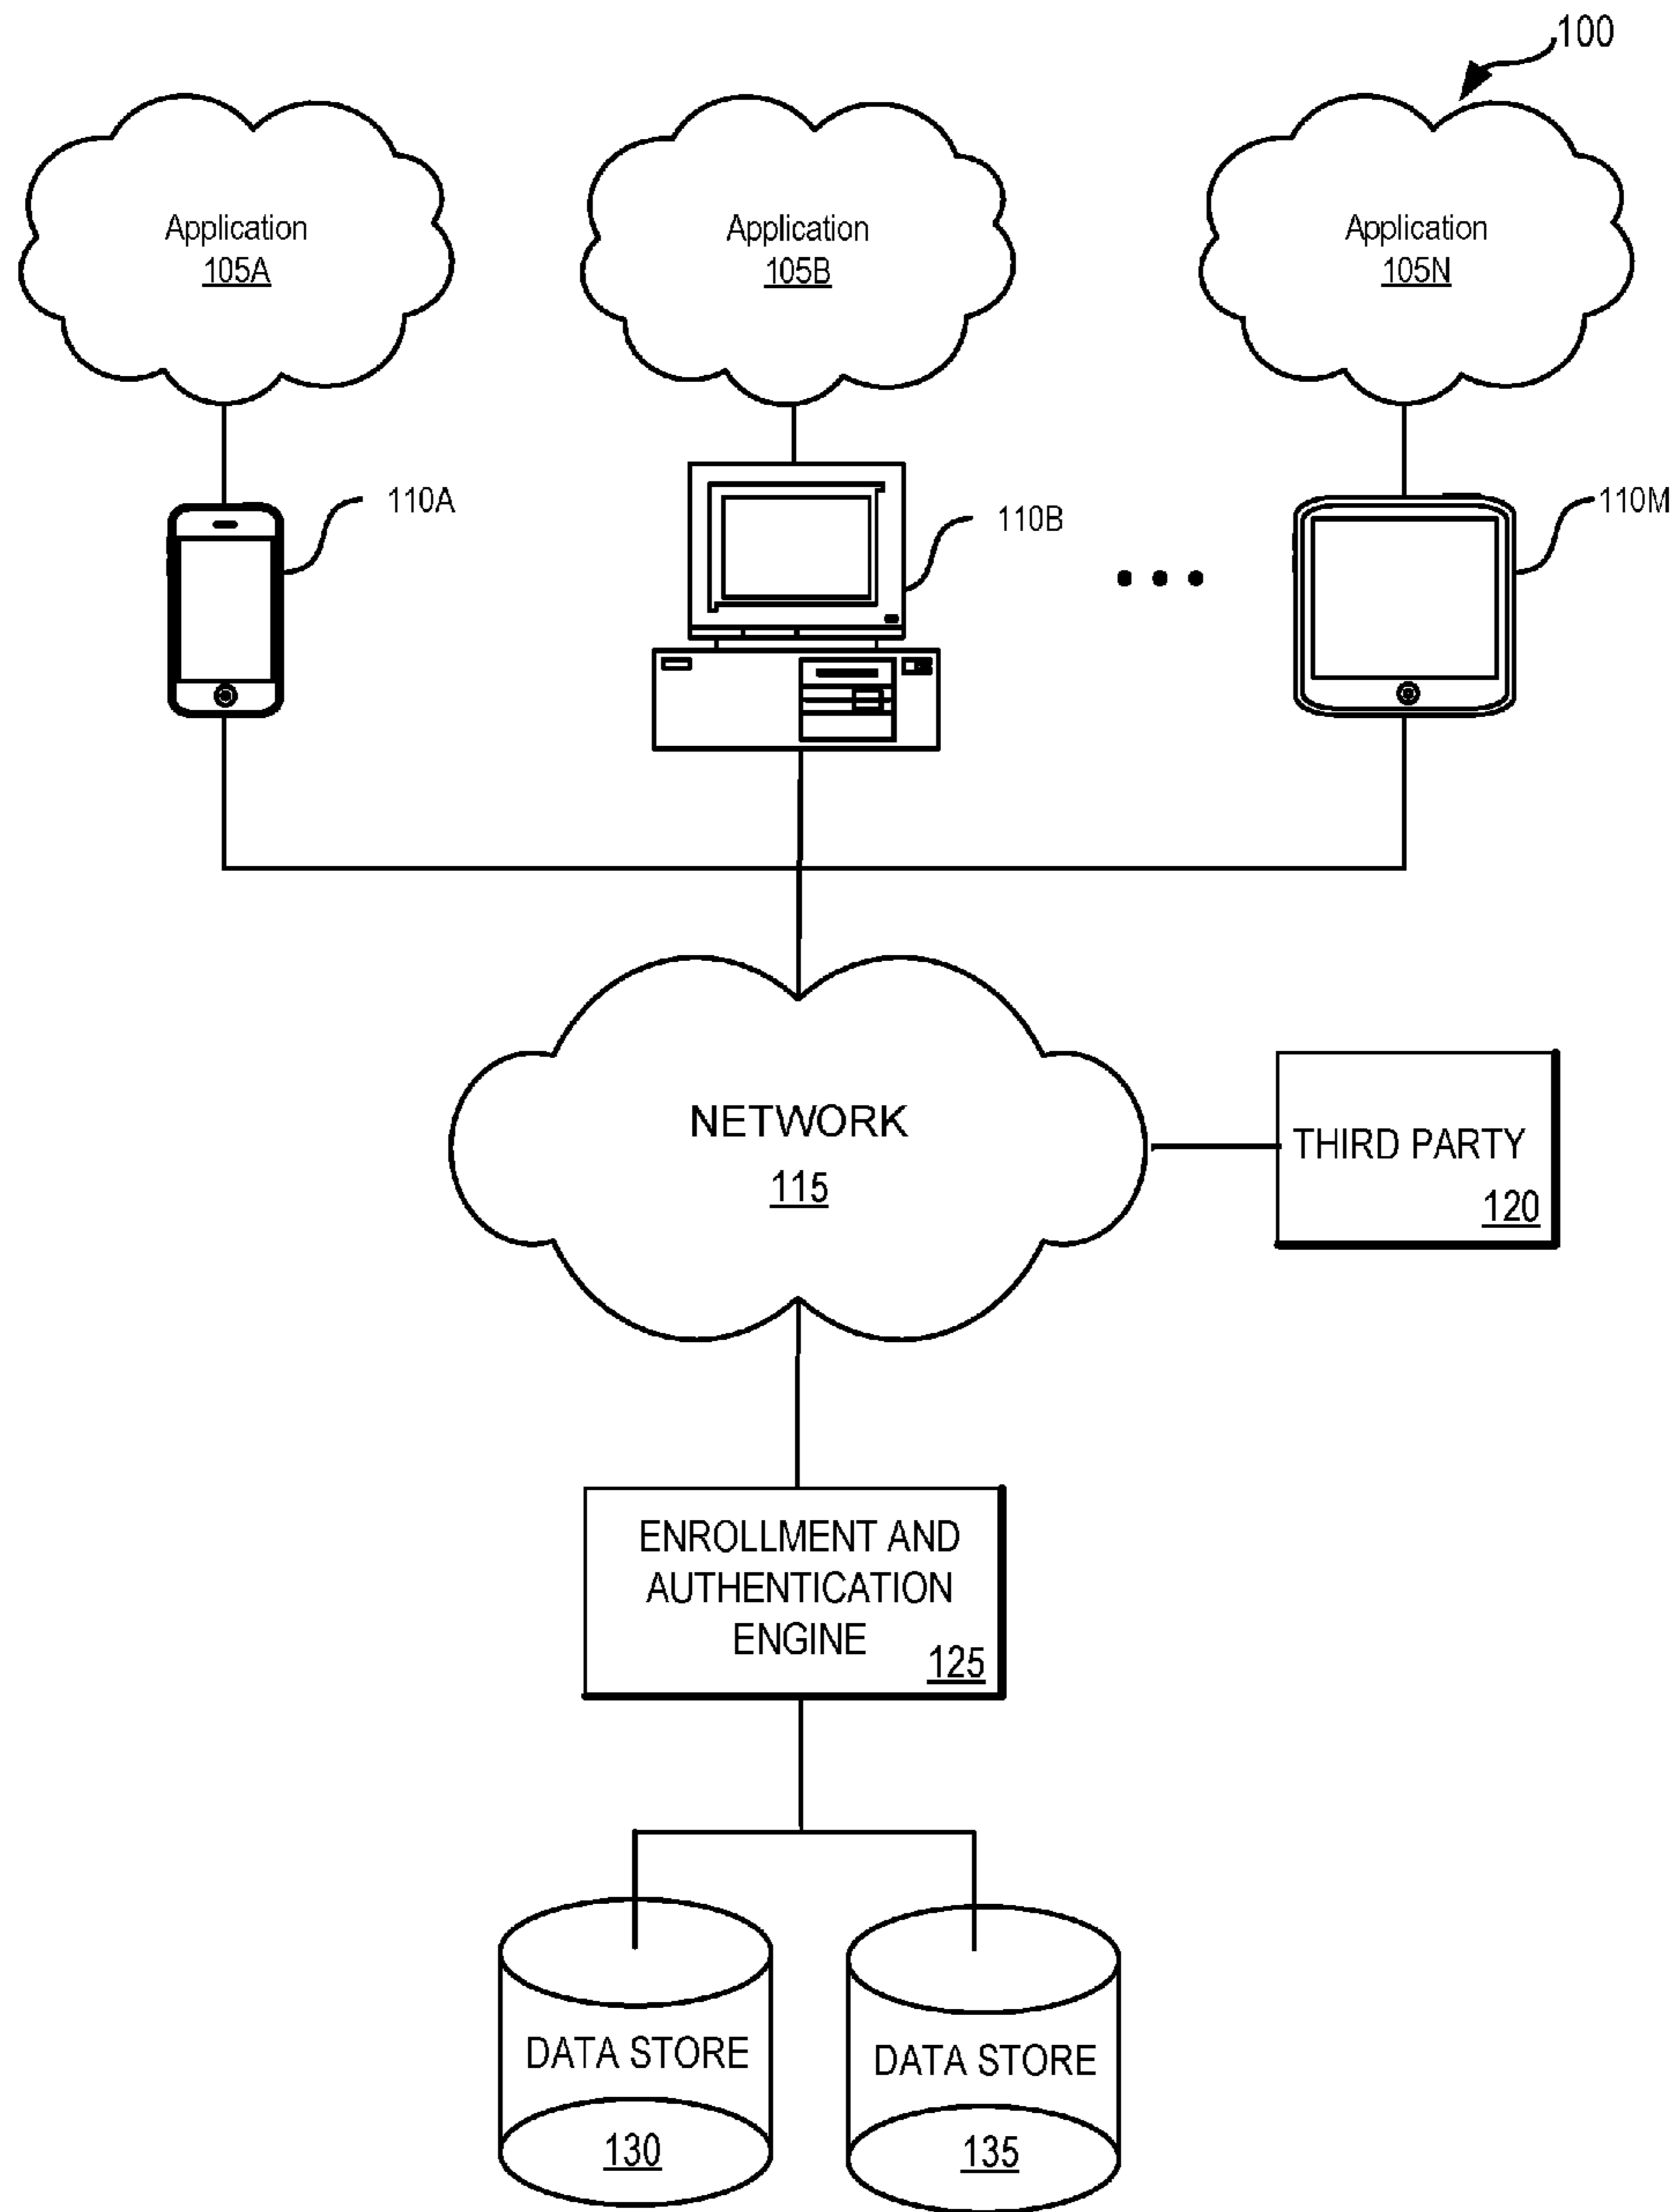 100
Application
105A
Application
105B
Application
105N
110A
110B
110M
NETWORK
115
THIRD PARTY
120
ENROLLMENT AND
AUTHENTICATION
ENGINE
125
DATA STORE
130
DATA STORE
135